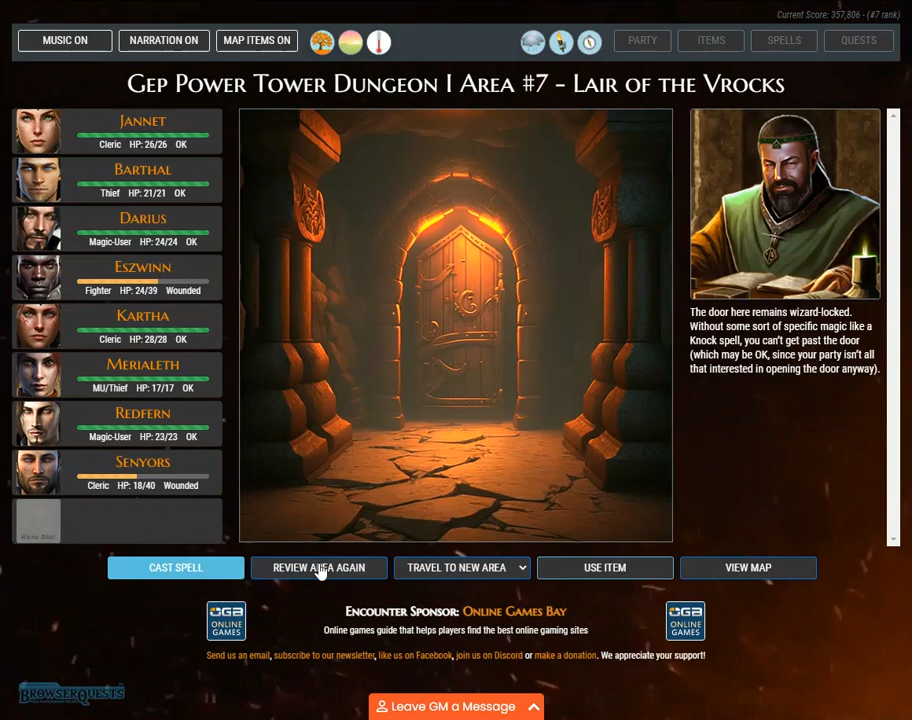 Current Score: 357,806 - (#7 rank)
MUSIC ON
NARRATION ON
MAP ITEMS ON
PARTY
ITEMS
SPELLS
QUESTS
Gep Power Tower Dungeon I Area #7 - Lair of the Vrocks
Jannet
Cleric HP: 26/26 OK
Barthal
Thief HP: 21/21 OK
Darius
Magic-User HP: 24/24 OK
Eszwinn
Fighter HP: 24/39 Wounded
Kartha
Cleric HP: 28/28 OK
Merialeth
MU/Thief HP: 17/17 OK
Redfern
Magic-User HP: 23/23 OK
Senyors
Cleric HP: 18/40 Wounded
The door here remains wizard-locked.
Without some sort of specific magic like a
Knock spell, you can't get past the door
(which may be OK, since your party isn't all
that interested in opening the door anyway).
CAST SPELL
REVIEW AREA AGAIN
TRAVEL TO NEW AREA
USE ITEM
VIEW MAP
OGA
ONLINE
GAMES
Encounter Sponsor: Online Games Bay
Online games guide that helps players find the best online gaming sites
OGA
ONLINE
GAMES
Send us an email, subscribe to our newsletter, like us on Facebook, join us on Discord or make a donation. We appreciate your support!
BrowserQuests
Leave GM a Message